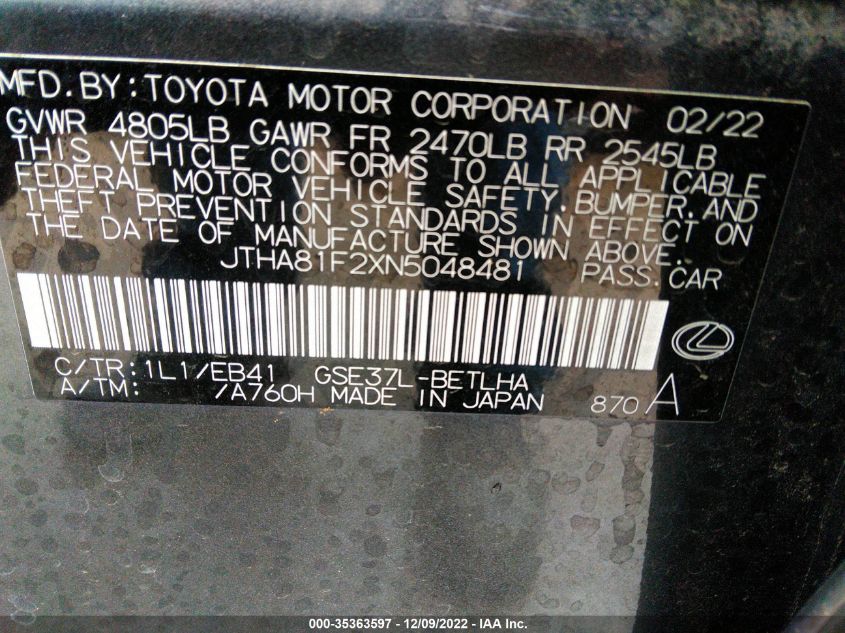 MFD.BY:TOYOTA MOTOR CORPORATION 02/22
GVWR 4805LB GAWR FR 2470LB RR 2545LB
THIS VEHICLE CONFORMS TO ALL APPLICABLE
FEDERAL MOTOR VEHICLE SAFETY,BUMPER,AND
THEFT PREVENTION STANDARDS IN EFFECT ON
THE DATE OF MANUFACTURE SHOWN ABOVE.
JTHA81F2XN5048481 PASS.CAR
C/TR:1L1/EB41 GSE37L-BETLHA
A/TM: /A760H MADE IN JAPAN 870 A
000-35363597 - 12/09/2022 - IAA Inc.